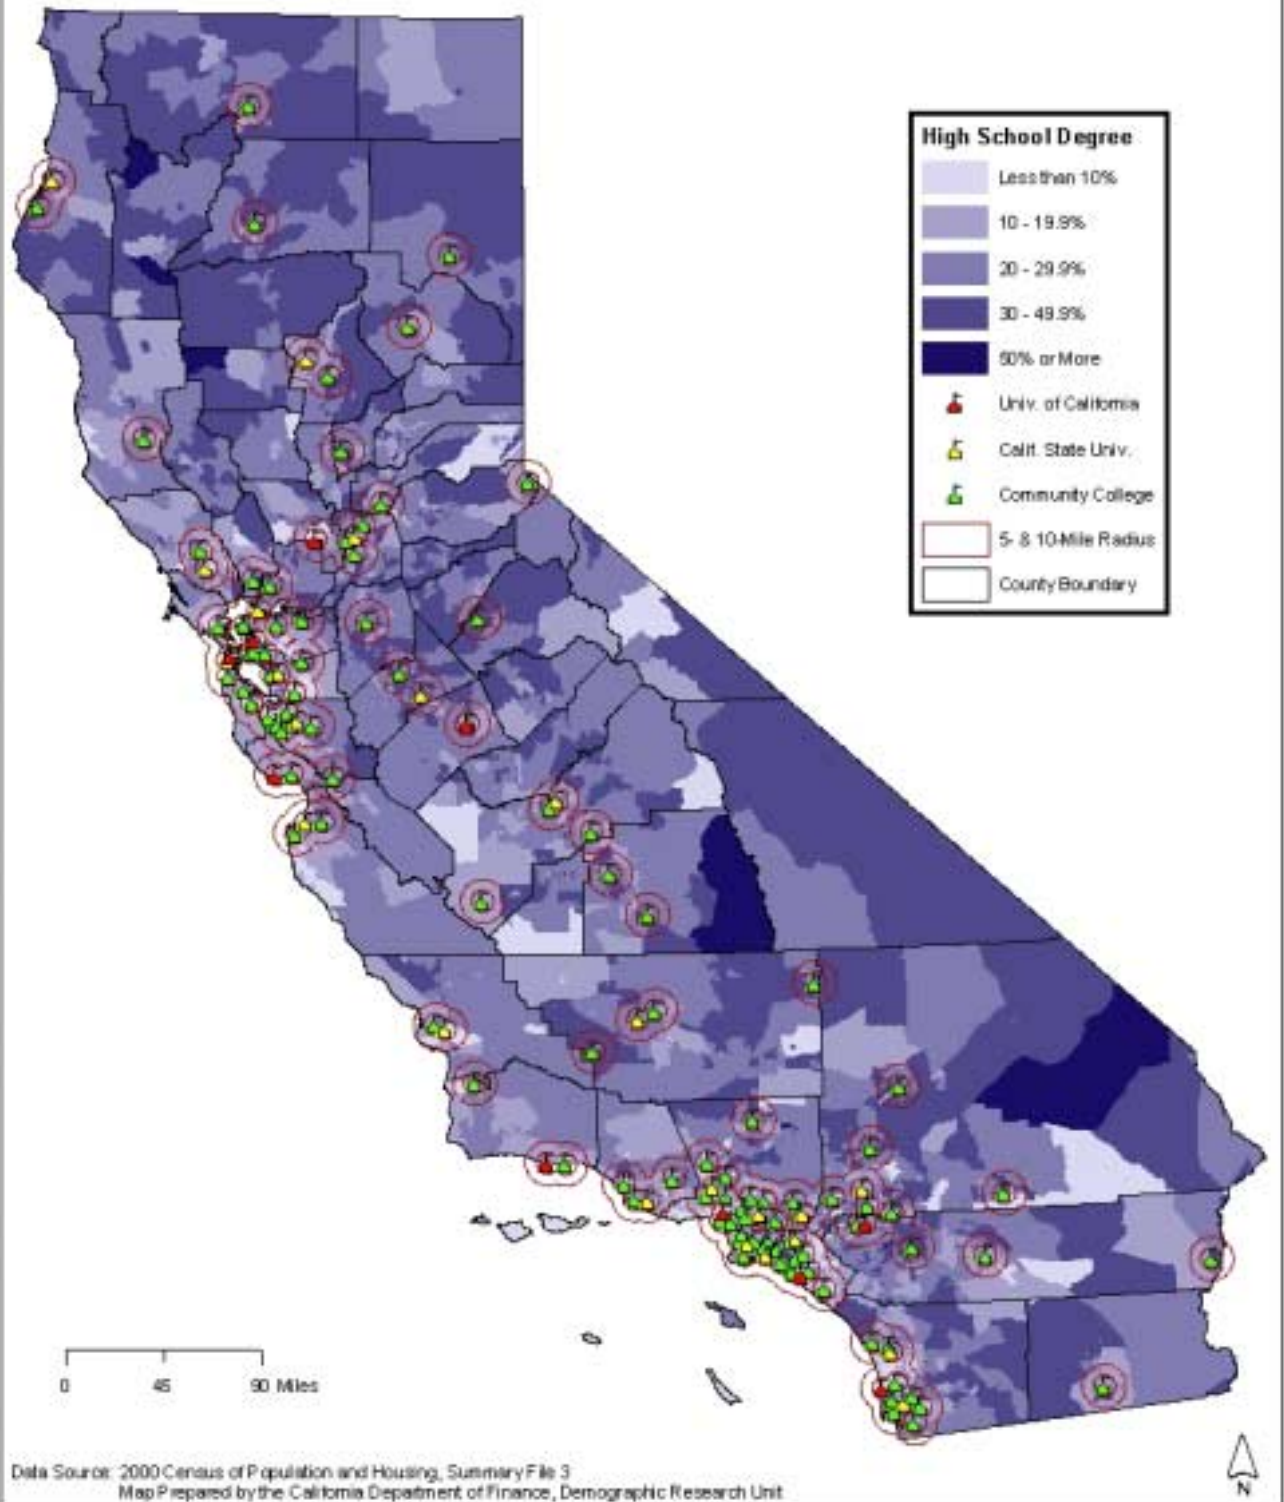 High School Degree
Less than 10%
10 - 19.9%
20 - 29.9%
30 - 49.9%
50% or More
Univ. of California
Calif. State Univ.
Community College
5- & 10-Mile Radius
County Boundary
0 45 90 Miles
Data Source: 2000 Census of Population and Housing, Summary File 3
Map Prepared by the California Department of Finance, Demographic Research Unit
N